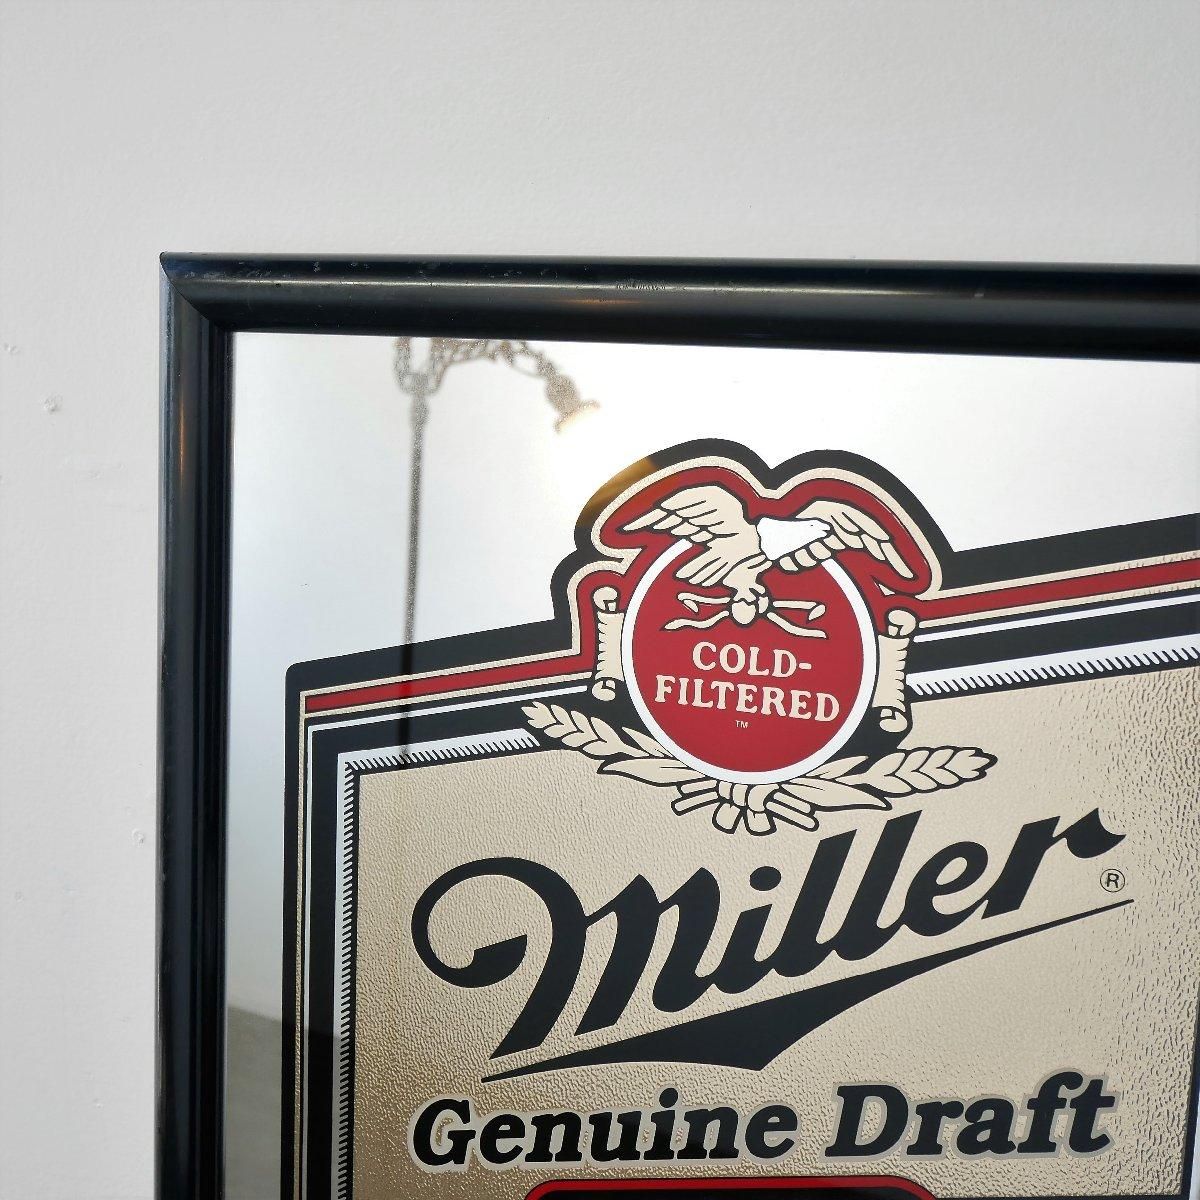 COLD-
FILTERED
™
Miller ®
Genuine Draft